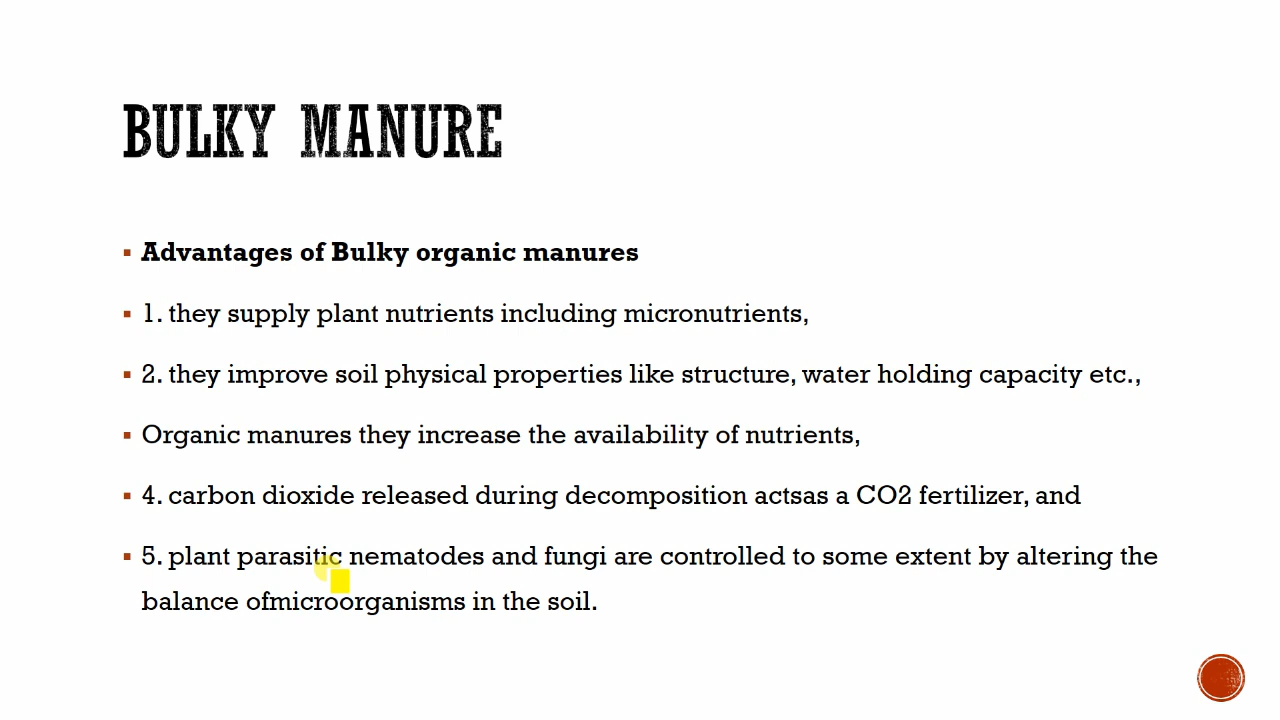 BULKY MANURE
Advantages of Bulky organic manures
1. they supply plant nutrients including micronutrients,
2. they improve soil physical properties like structure, water holding capacity etc.,
Organic manures they increase the availability of nutrients,
4. carbon dioxide released during decomposition actsas a CO2 fertilizer, and
5. plant parasitic nematodes and fungi are controlled to some extent by altering the
balance ofmicroorganisms in the soil.